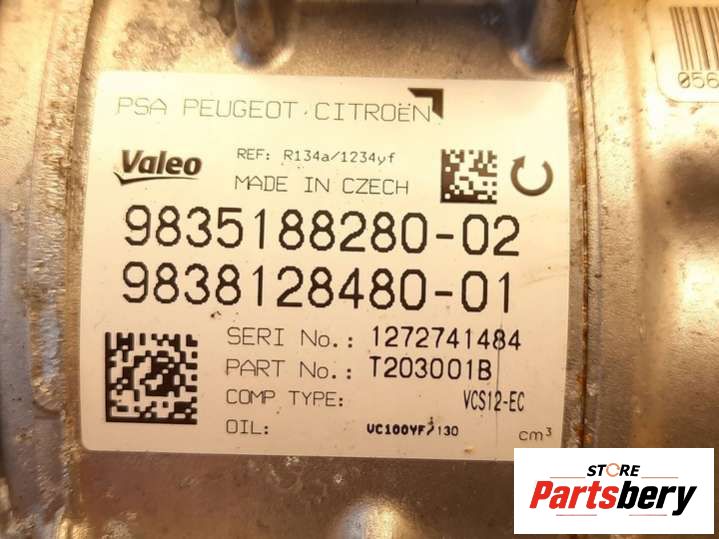 PSA PEUGEOT CITROËN
Valeo
REF: R134a/1234yf
MADE IN CZECH
9835188280-02
9838128480-01
SERI No.: 1272741484
PART No.: T203001B
COMP TYPE: VCS12-EC
OIL: VC100YF/130 cm³
056
STORE
Partsbery